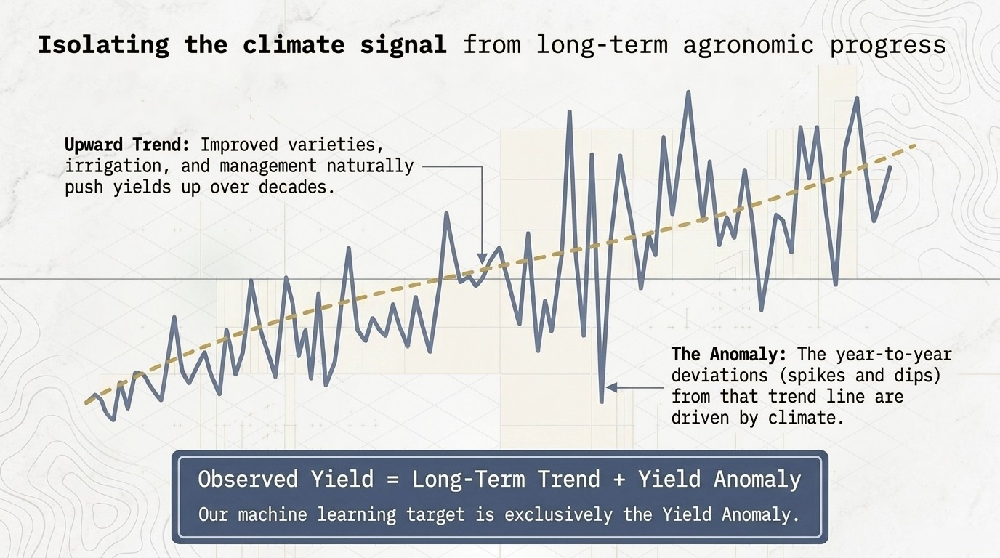 Isolating the climate signal from long-term agronomic progress
Upward Trend: Improved varieties,
irrigation, and management naturally
push yields up over decades.
The Anomaly: The year-to-year
deviations (spikes and dips)
from that trend line are
driven by climate.
Observed Yield = Long-Term Trend + Yield Anomaly
Our machine learning target is exclusively the Yield Anomaly.